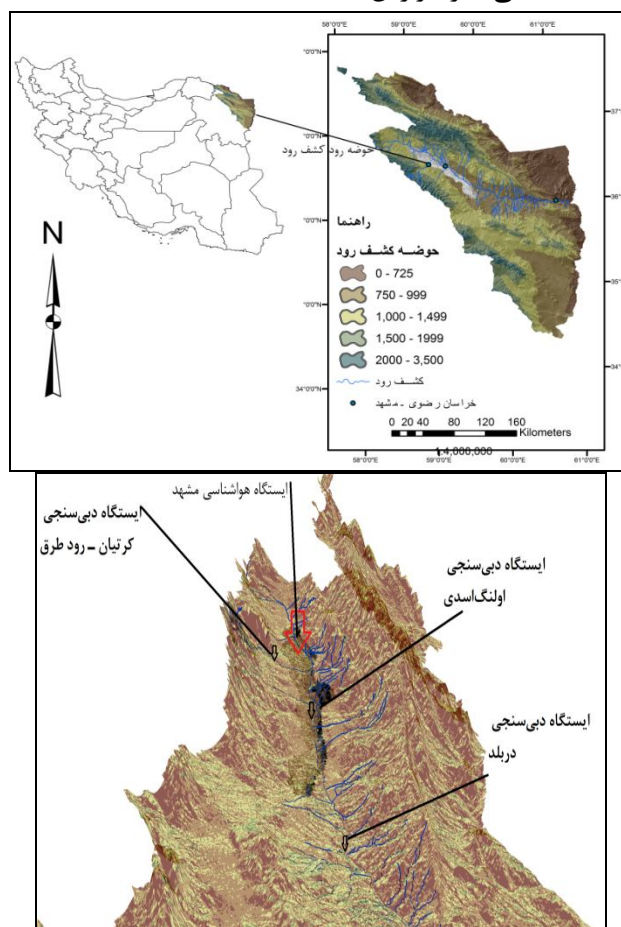 58°0'0"E 59°0'0"E 60°0'0"E 61°0'0"E
حوضه رود کشف رود
N
34°0'0"N
37°
36°
35°
34°
راهنما
حوضـــه کشــف رود
0 - 725
750 - 999
1,000 - 1,499
1,500 - 1999
2000 - 3,500
کشــف رود
خراسان رضوی - مشهد
0 20 40 80 120 160
Kilometers
1:4,000,000
58°0'0"E 59°0'0"E 60°0'0"E 61°0'0"E
ایستگاه هواشناسی مشهد
ایستگاه دبی‌سنجی
کرتیان – رود طرق
ایستگاه دبی‌سنجی
اولنگ‌اسدی
ایستگاه دبی‌سنجی
دربلد